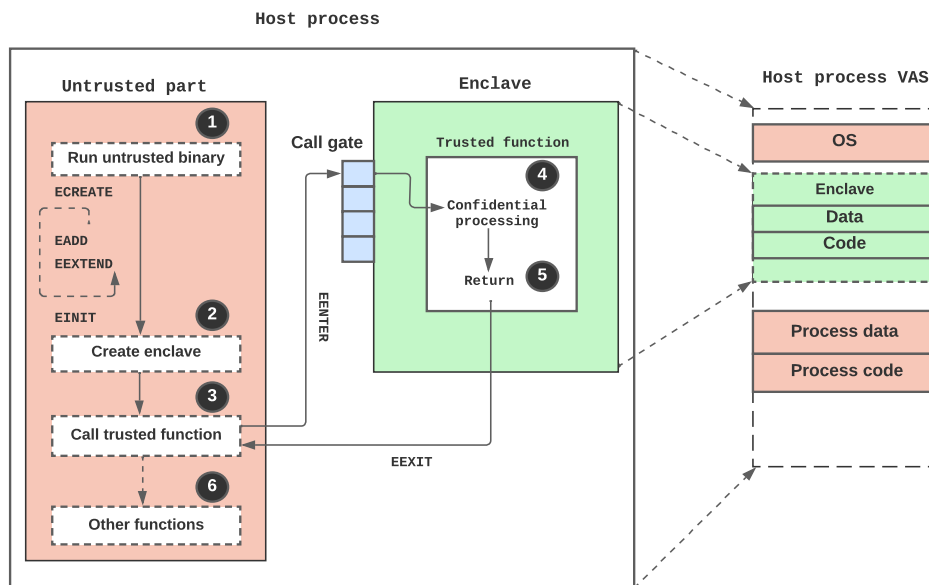 Host process
Untrusted part
1
Run untrusted binary
ECREATE
EADD
EEXTEND
EINIT
2
Create enclave
3
Call trusted function
6
Other functions
Call gate
EENTER
EEXIT
Enclave
Trusted function
4
Confidential
processing
Return
5
Host process VAS
OS
Enclave
Data
Code
Process data
Process code